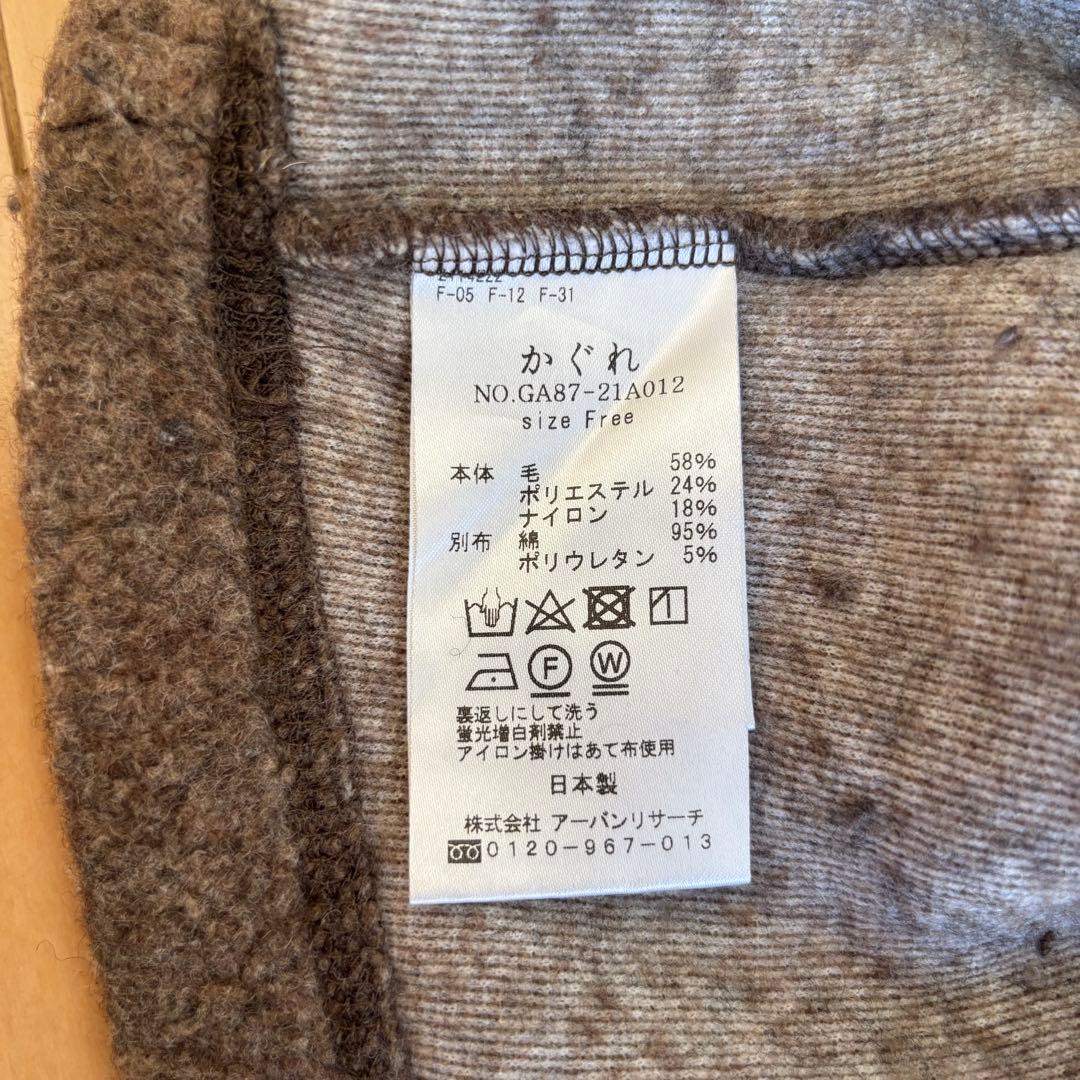 F-05 F-12 F-31
かぐれ
NO.GA87-21A012
size Free
本体 毛 58%
ポリエステル 24%
ナイロン 18%
別布 綿 95%
ポリウレタン 5%
F W
裏返しにして洗う
蛍光増白剤禁止
アイロン掛けはあて布使用
日本製
株式会社 アーバンリサーチ
0120-967-013